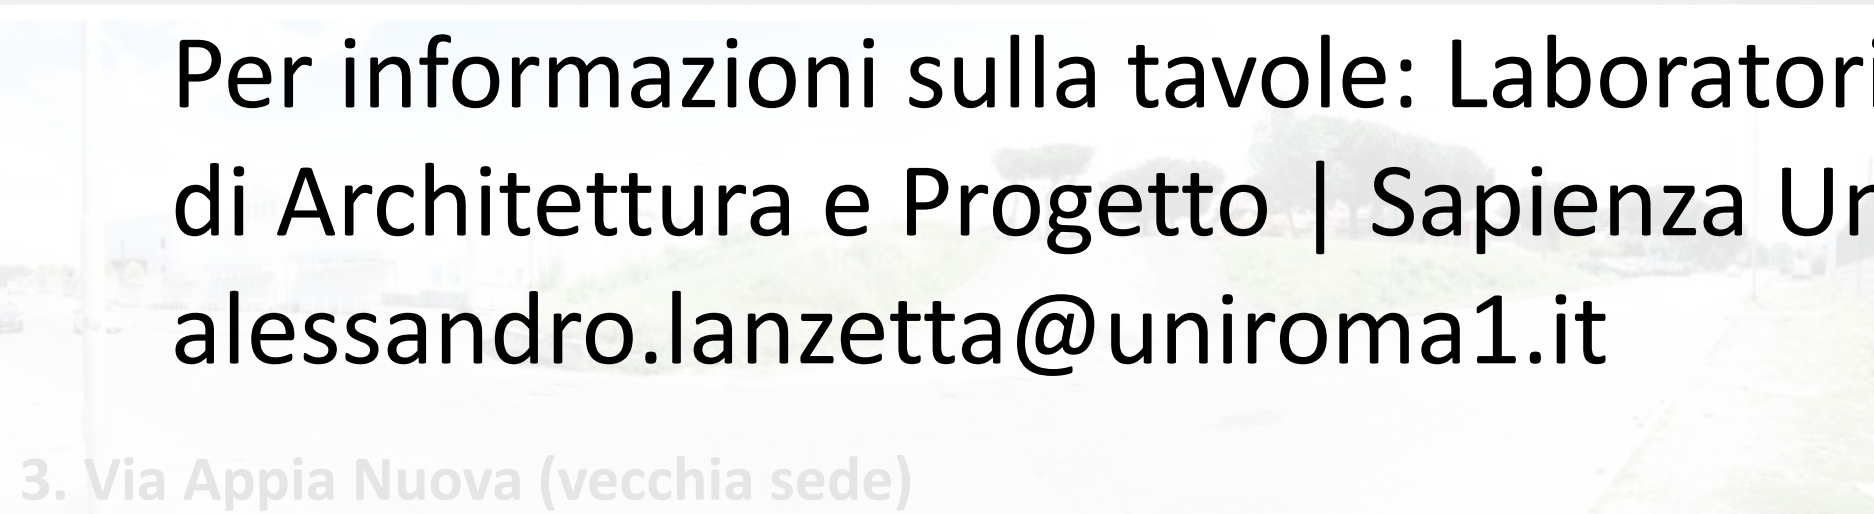 Per informazioni sulla tavole: Laboratori
di Architettura e Progetto | Sapienza Un
alessandro.lanzetta@uniroma1.it
3. Via Appia Nuova (vecchia sede)